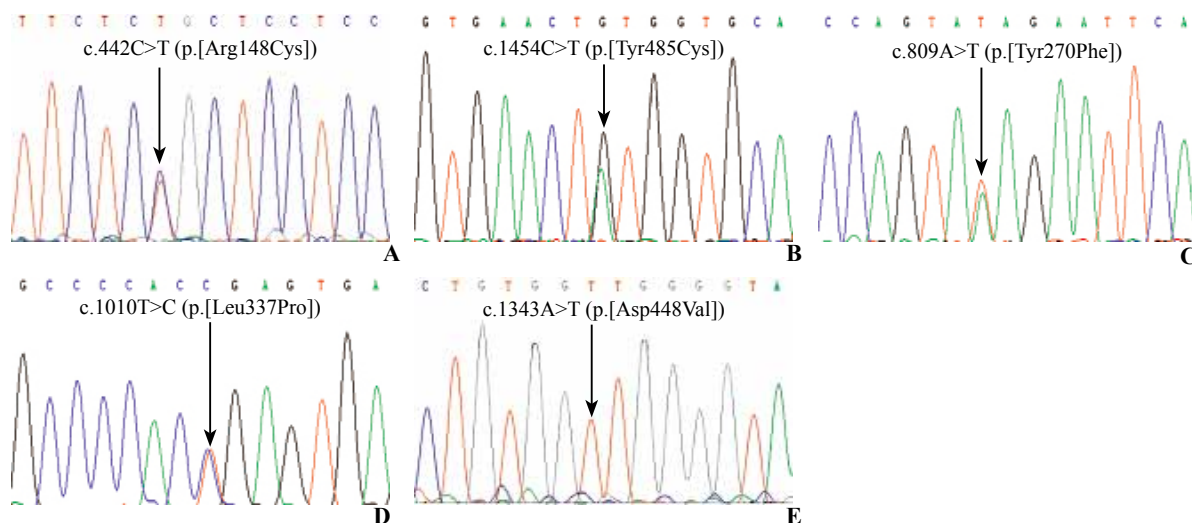 T T C T C T G C T C C T C C
c.442C>T (p.[Arg148Cys])
A
G T G A A C T G T G G T G C A
c.1454C>T (p.[Tyr485Cys])
B
C C A G T A T A G A A T T C A
c.809A>T (p.[Tyr270Phe])
C
G C C C C A C C G A G T G A
c.1010T>C (p.[Leu337Pro])
D
C T G T G G T T G G G G T A
c.1343A>T (p.[Asp448Val])
E